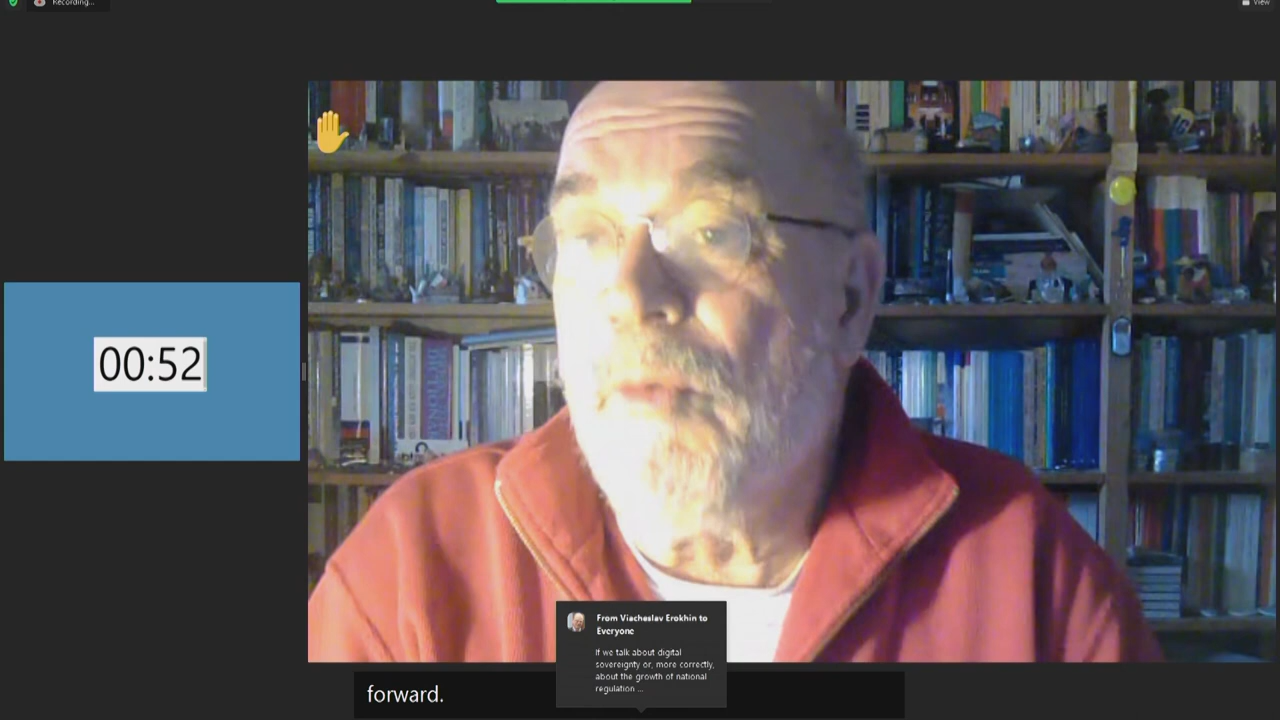 Recording...
View
00:52
From Viacheslav Erokhin to
Everyone
If we talk about digital
sovereignty or, more correctly,
about the growth of national
regulation ...
forward.